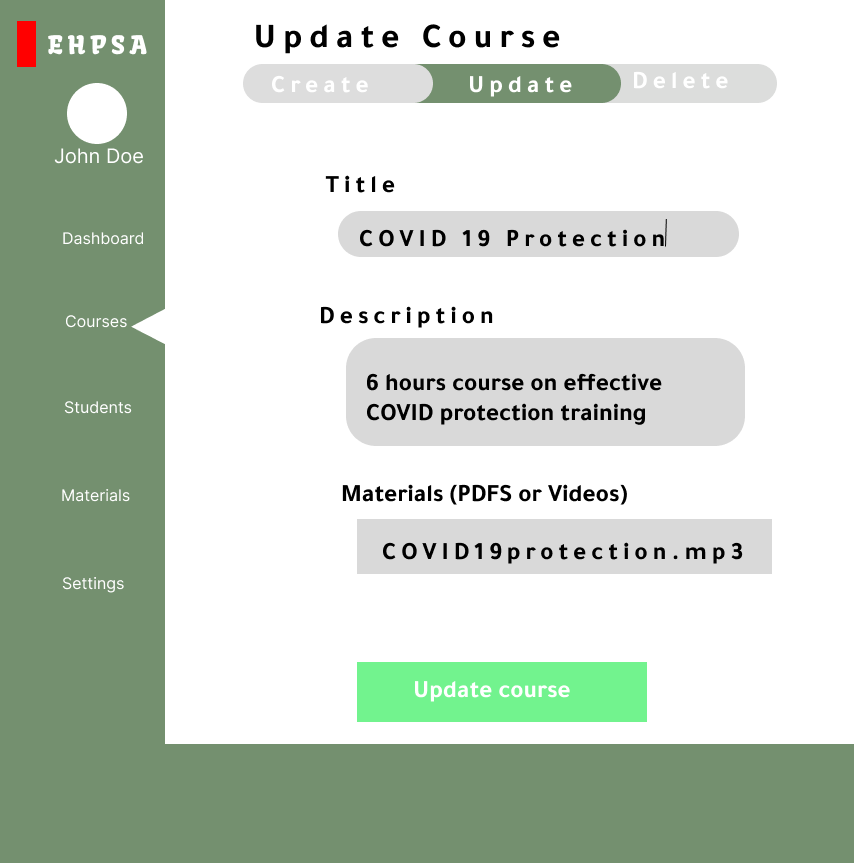 EHPSA
John Doe
Dashboard
Courses
Students
Materials
Settings
Update Course
Create Update Delete
Title
COVID 19 Protection
Description
6 hours course on effective
COVID protection training
Materials (PDFS or Videos)
COVID19protection.mp3
Update course